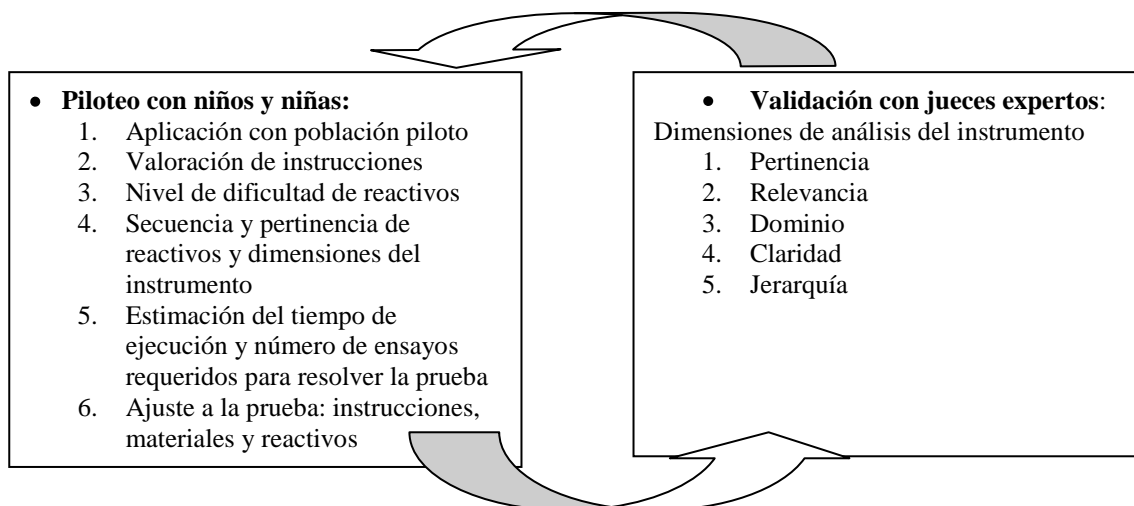 • Piloteo con niños y niñas:
1. Aplicación con población piloto
2. Valoración de instrucciones
3. Nivel de dificultad de reactivos
4. Secuencia y pertinencia de
reactivos y dimensiones del
instrumento
5. Estimación del tiempo de
ejecución y número de ensayos
requeridos para resolver la prueba
6. Ajuste a la prueba: instrucciones,
materiales y reactivos
• Validación con jueces expertos:
Dimensiones de análisis del instrumento
1. Pertinencia
2. Relevancia
3. Dominio
4. Claridad
5. Jerarquía